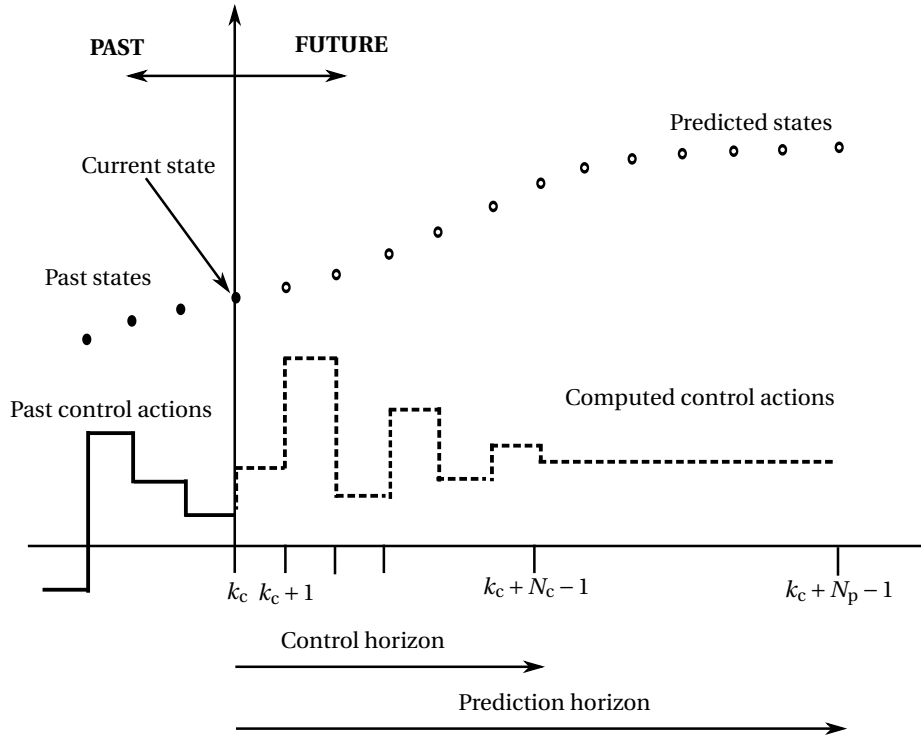 PAST
FUTURE
Predicted states
Current state
Past states
Past control actions
Computed control actions
k_c k_c + 1 k_c + N_c − 1 k_c + N_p − 1
Control horizon
Prediction horizon